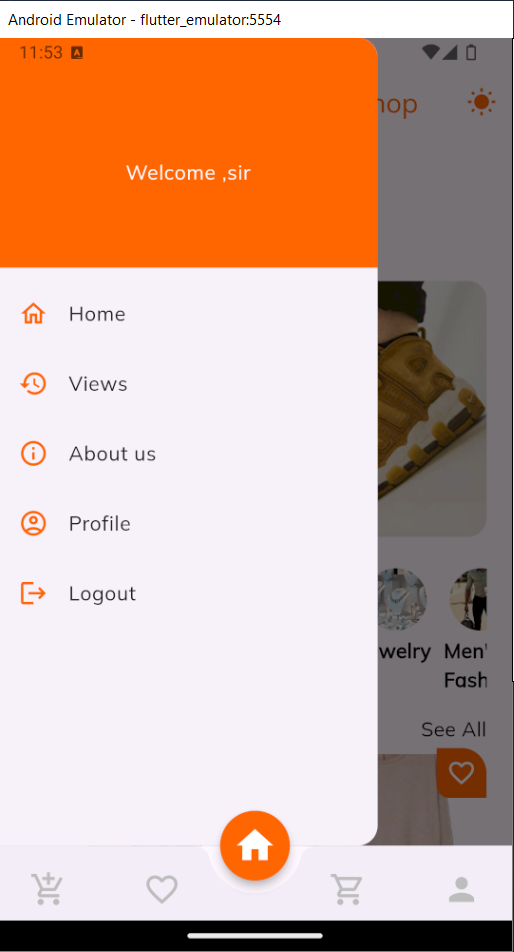 Android Emulator - flutter_emulator:5554
11:53
hop
Welcome ,sir
Home
Views
About us
Profile
Logout
welry
Men'
Fash
See All